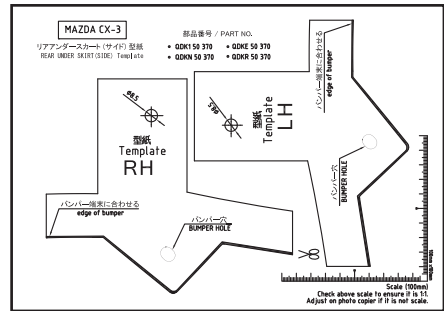 MAZDA CX-3
リアアンダースカート(サイド) 型紙
REAR UNDER SKIRT(SIDE) Template
部品番号 / PART NO.
• QDK1 50 370 • QDKE 50 370
• QDKN 50 370 • QDKR 50 370
Ø8.5
型紙
Template
RH
バンパー端末に合わせる
edge of bumper
バンパー穴
BUMPER HOLE
Ø8.5
型紙
Template
LH
バンパー端末に合わせる
edge of bumper
バンパー穴
BUMPER HOLE
Scale (100mm)
Check above scale to ensure it is 1:1.
Adjust on photo copier if it is not scale.